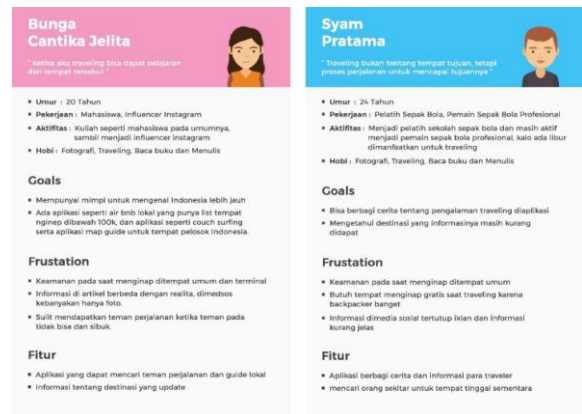 Bunga
Cantika Jelita
" ketika aku traveling bisa dapat pelajaran
dari tempat tersebut "
Umur : 20 Tahun
Pekerjaan : Mahasiswa, Influencer Instagram
Aktifitas : Kuliah seperti mahasiswa pada umumnya,
sambil menjadi influencer instagram
Hobi : Fotografi, Traveling, Baca buku dan Menulis
Goals
Mempunyai mimpi untuk mengenal Indonesia lebih jauh
Ada aplikasi seperti air bnb lokal yang punya list tempat
nginep dibawah 100k, dan aplikasi seperti couch surfing
serta aplikasi map guide untuk tempat pelosok Indonesia.
Frustation
Keamanan pada saat menginap ditempat umum dan terminal
Informasi di artikel berbeda dengan realita, dimedsos
kebanyakan hanya foto.
Sulit mendapatkan teman perjalanan ketika teman pada
tidak bisa dan sibuk.
Fitur
Aplikasi yang dapat mencari teman perjalanan dan guide lokal
Informasi tentang destinasi yang update
Syam
Pratama
" Traveling bukan tentang tempat tujuan, tetapi
proses perjalanan untuk mencapai tujuannya "
Umur : 24 Tahun
Pekerjaan : Pelatih Sepak Bola, Pemain Sepak Bola Profesional
Aktifitas : Menjadi pelatih sekolah sepak bola dan masih aktif
menjadi pemain sepak bola profesional, kalo ada libur
dimanfaatkan untuk traveling
Hobi : Fotografi, Traveling, Baca buku dan Menulis
Goals
Bisa berbagi cerita tentang pengalaman traveling diaplikasi
Mengetahui destinasi yang informasinya masih kurang
didapat
Frustation
Keamanan pada saat menginap ditempat umum
Butuh tempat menginap gratis saat traveling karena
backpacker banget
Informasi dimedia sosial tertutup iklan dan informasi
kurang jelas
Fitur
Aplikasi berbagi cerita dan informasi para traveler
mencari orang sekitar untuk tempat tinggal sementara